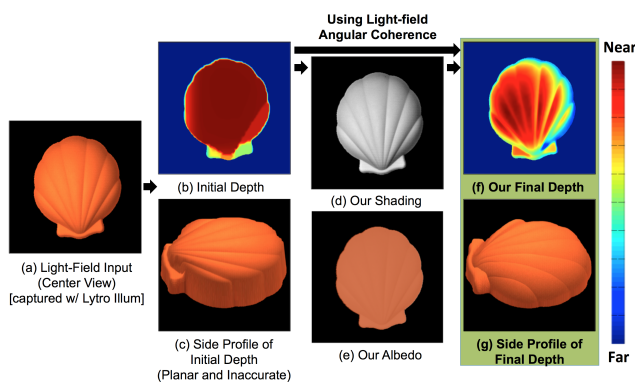 Using Light-field
Angular Coherence
Near
(b) Initial Depth
(d) Our Shading
(f) Our Final Depth
(a) Light-Field Input
(Center View)
[captured w/ Lytro Illum]
(c) Side Profile of
Initial Depth
(Planar and Inaccurate)
(e) Our Albedo
(g) Side Profile of
Final Depth
Far